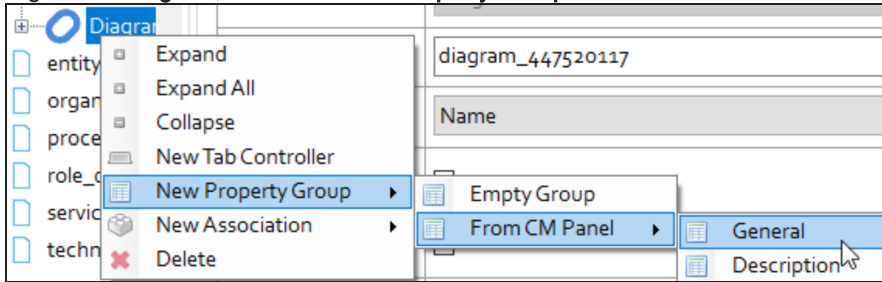 Diagram
diagram_447520117
entity
Expand
Expand All
organ
Collapse
Name
proce
New Tab Controller
role_
New Property Group
Empty Group
servic
New Association
From CM Panel
General
techn
Delete
Description